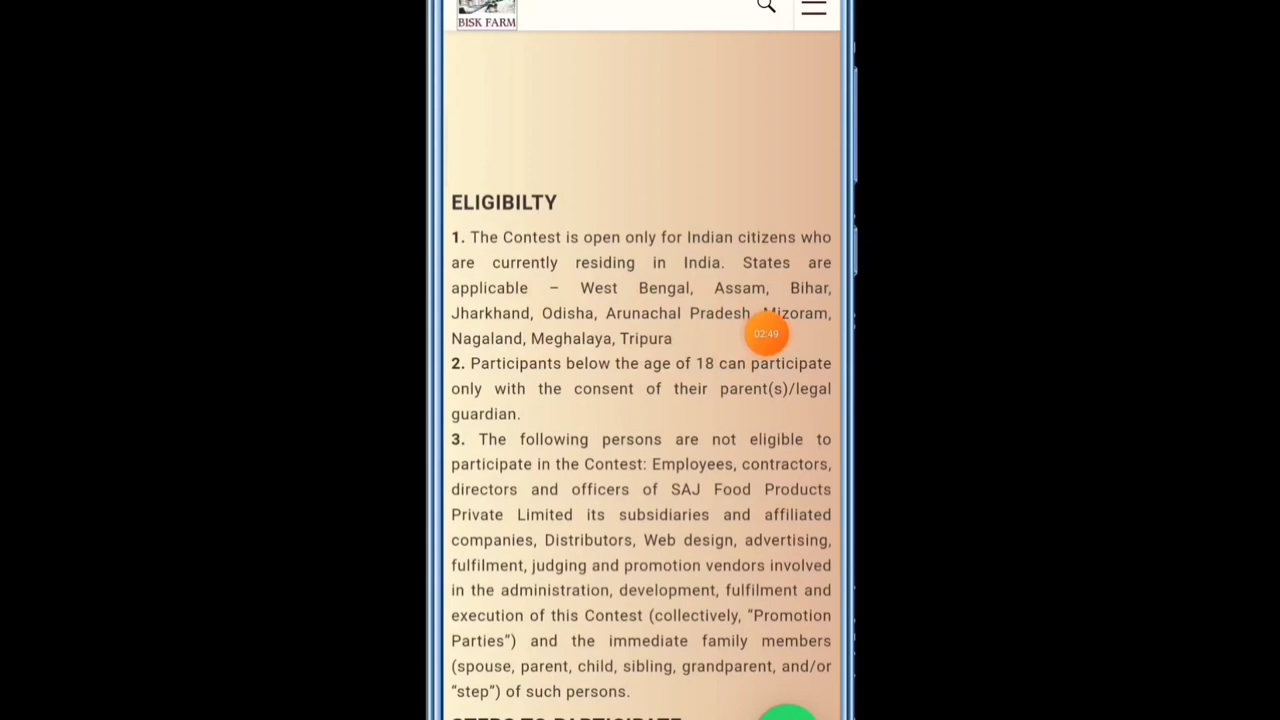 BISK FARM
ELIGIBILTY
1. The Contest is open only for Indian citizens who
are currently residing in India. States are
applicable – West Bengal, Assam, Bihar,
Jharkhand, Odisha, Arunachal Pradesh, Mizoram,
Nagaland, Meghalaya, Tripura
02:49
2. Participants below the age of 18 can participate
only with the consent of their parent(s)/legal
guardian.
3. The following persons are not eligible to
participate in the Contest: Employees, contractors,
directors and officers of SAJ Food Products
Private Limited its subsidiaries and affiliated
companies, Distributors, Web design, advertising,
fulfilment, judging and promotion vendors involved
in the administration, development, fulfilment and
execution of this Contest (collectively, “Promotion
Parties”) and the immediate family members
(spouse, parent, child, sibling, grandparent, and/or
“step”) of such persons.
STEPS TO PARTICIPATE